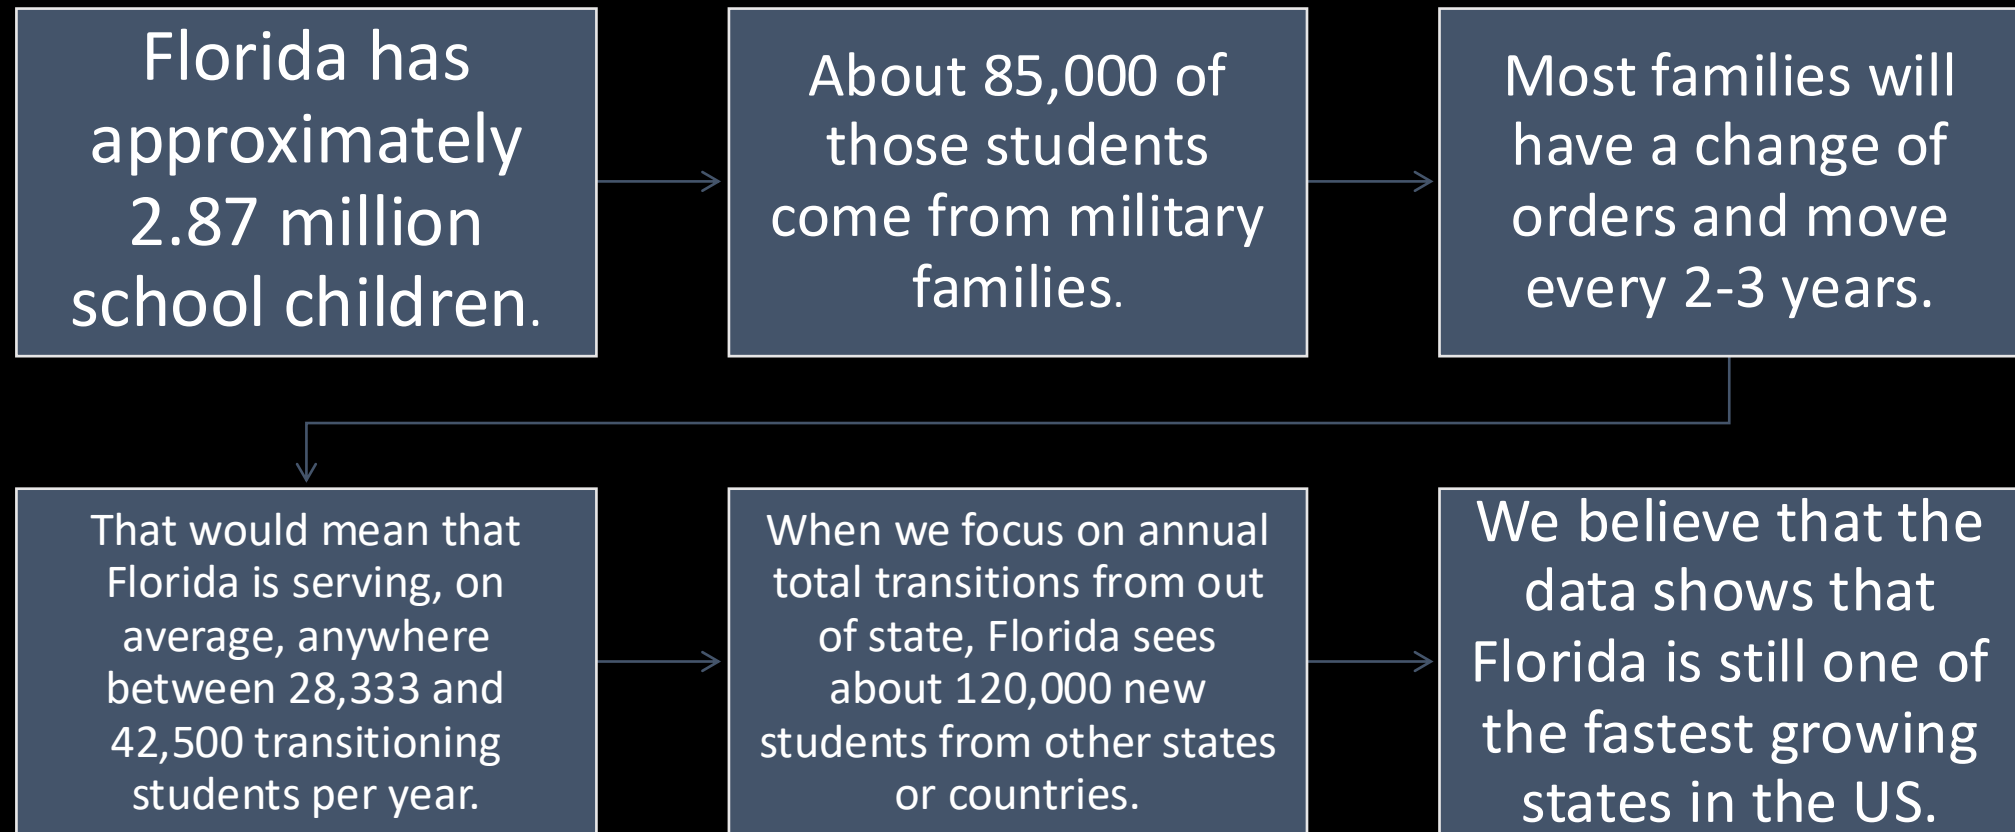 Florida has
approximately
2.87 million
school children.
About 85,000 of
those students
come from military
families.
Most families will
have a change of
orders and move
every 2-3 years.
That would mean that
Florida is serving, on
average, anywhere
between 28,333 and
42,500 transitioning
students per year.
When we focus on annual
total transitions from out
of state, Florida sees
about 120,000 new
students from other states
or countries.
We believe that the
data shows that
Florida is still one of
the fastest growing
states in the US.